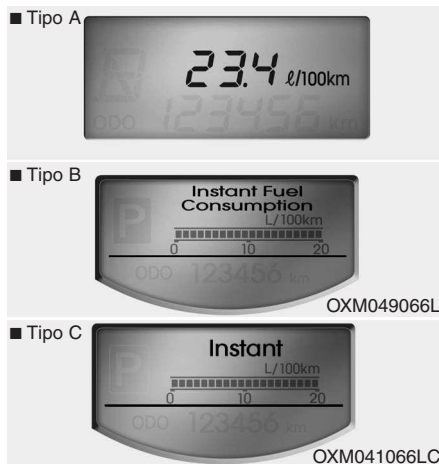 ■ Tipo A
23.4 ℓ/100km
ODO 123456 km
■ Tipo B
P
Instant Fuel
Consumption
L/100km
0 10 20
ODO 123456 km
OXM049066L
■ Tipo C
P
Instant
L/100km
0 10 20
ODO 123456 km
OXM041066LC